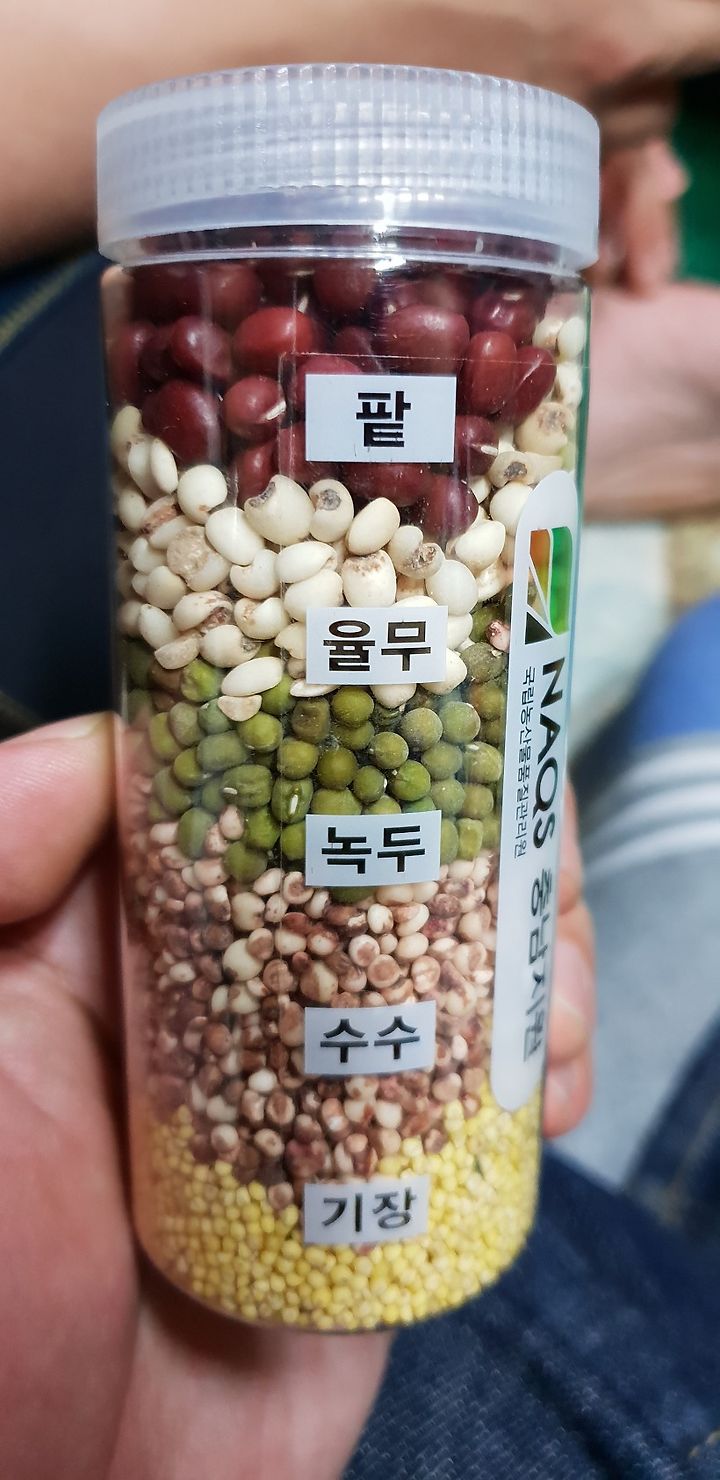 팥
율무
녹두
수수
기장
NAQS 충남지원
국립농산물품질관리원